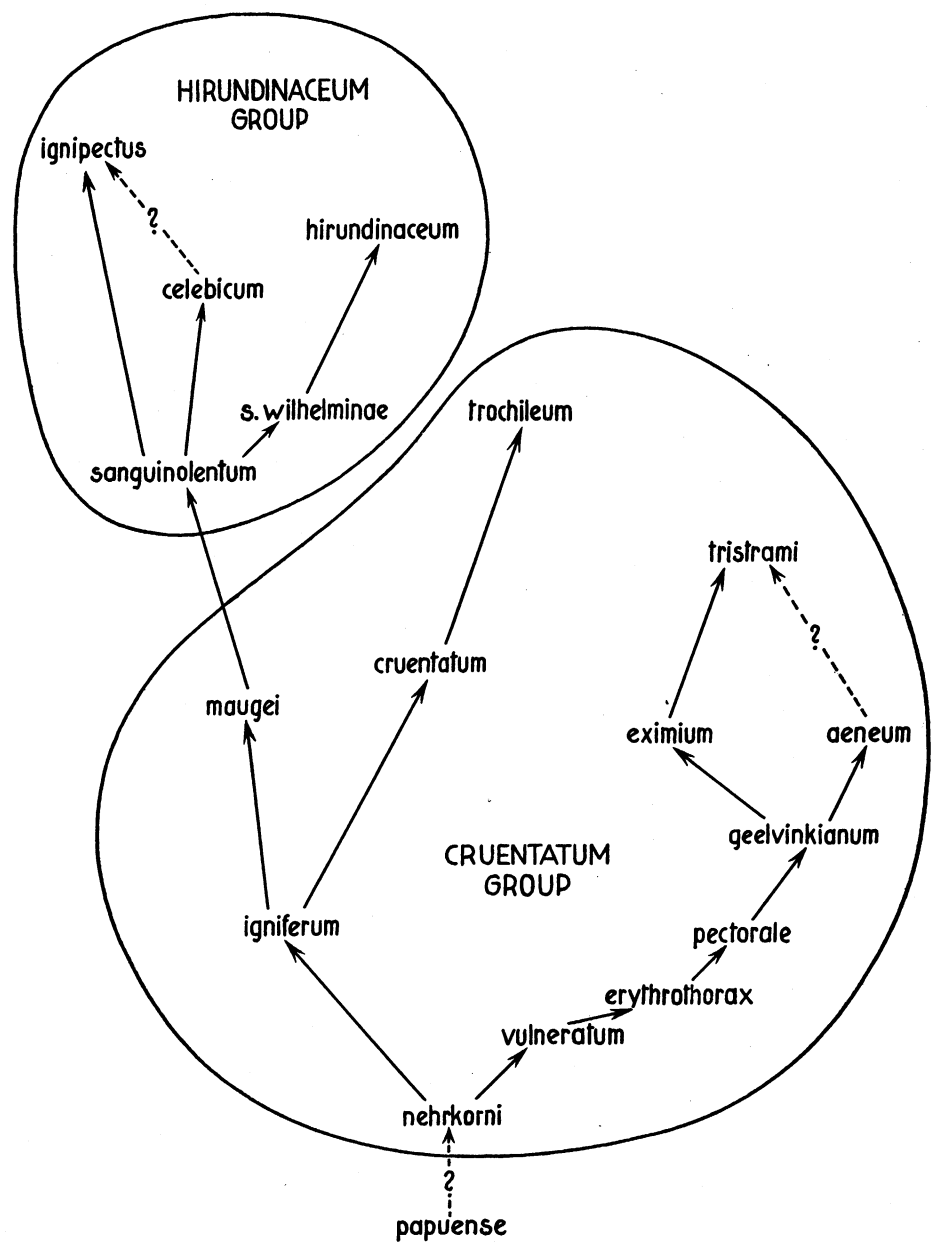 HIRUNDINACEUM
GROUP
ignipectus
?
hirundinaceum
celebicum
s. wilhelminae
trochileum
sanguinolentum
tristrami
?
cruentatum
maugei
eximium
aeneum
geelvinkianum
CRUENTATUM
GROUP
igniferum
pectorale
erythrothorax
vulneratum
nehrkorni
?
papuense